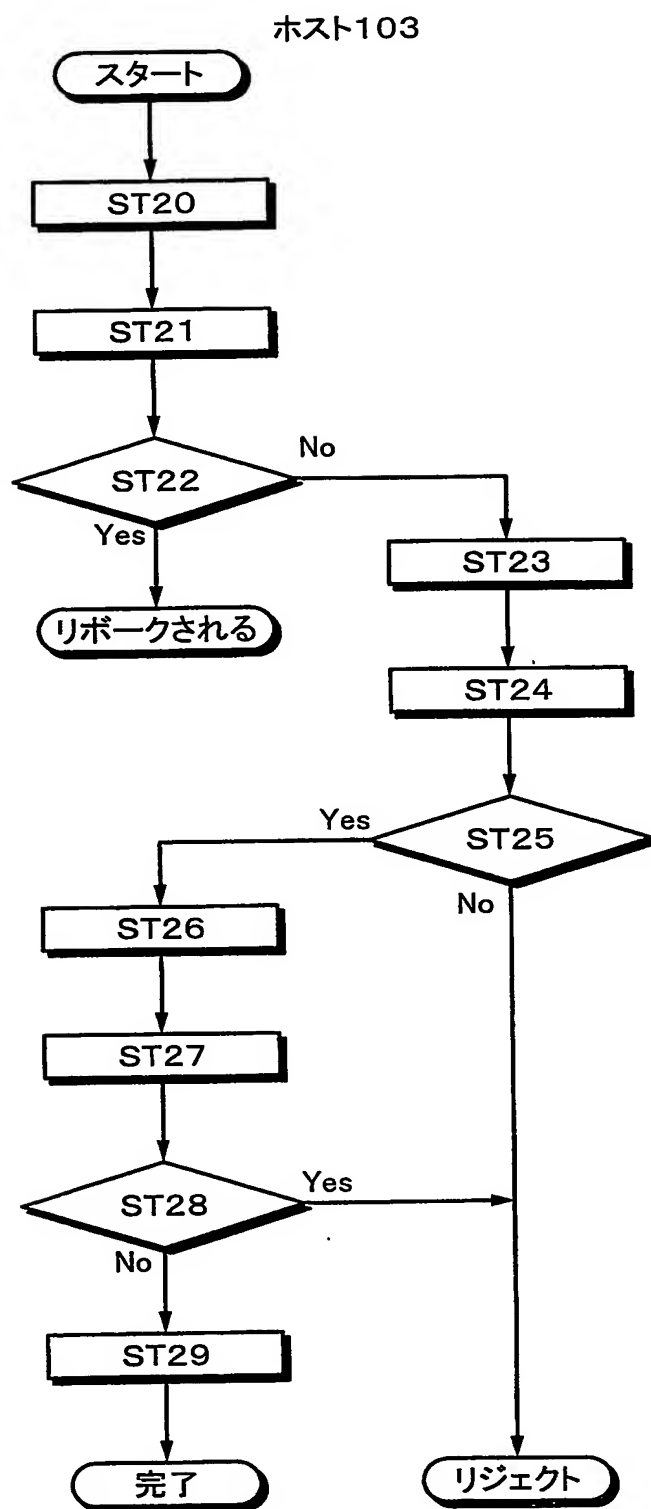 ホスト103
スタート
ST20
ST21
ST22
No
Yes
ST23
リボークされる
ST24
Yes
ST25
No
ST26
ST27
ST28
Yes
No
ST29
完了
リジェクト